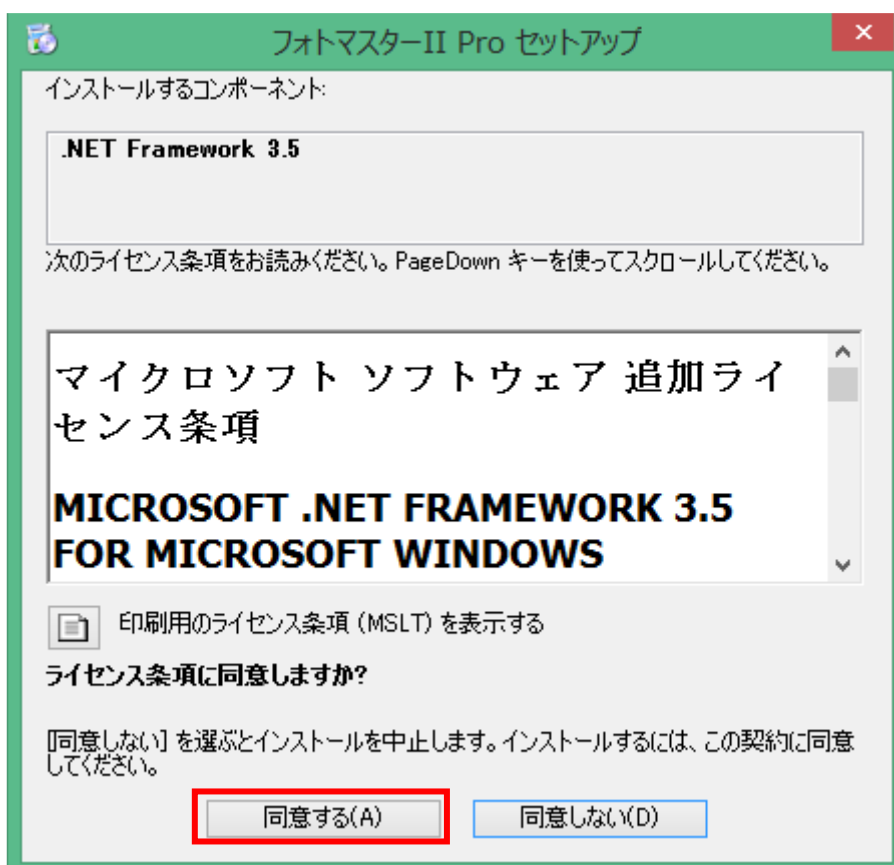 フォトマスターII Pro セットアップ
インストールするコンポーネント:
.NET Framework 3.5
次のライセンス条項をお読みください。PageDown キーを使ってスクロールしてください。
マイクロソフト ソフトウェア 追加ライ
センス条項
MICROSOFT .NET FRAMEWORK 3.5
FOR MICROSOFT WINDOWS
印刷用のライセンス条項 (MSLT) を表示する
ライセンス条項に同意しますか?
[同意しない] を選ぶとインストールを中止します。インストールするには、この契約に同意
してください。
同意する(A)
同意しない(D)